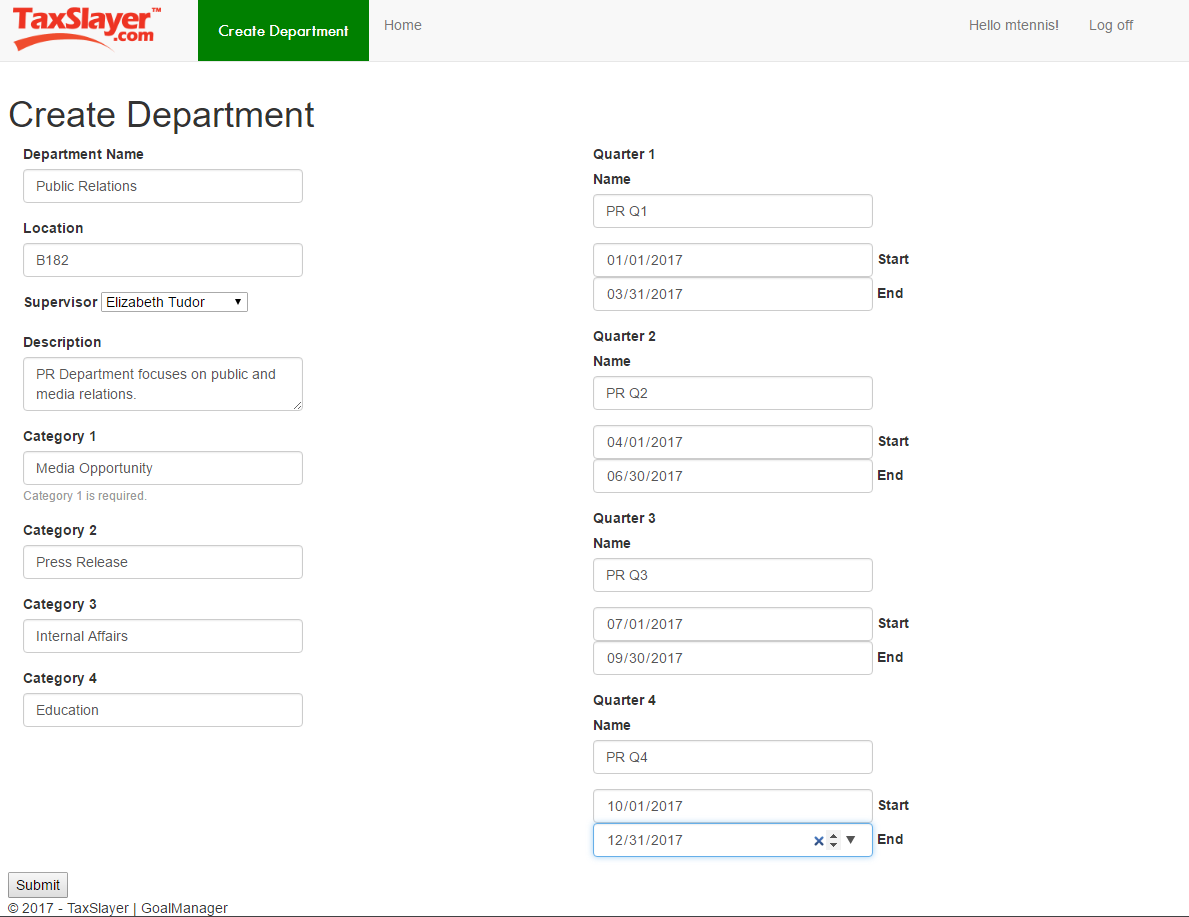 TaxSlayer™
.com
Create Department
Home
Hello mtennis!
Log off
Create Department
Department Name
Public Relations
Location
B182
Supervisor Elizabeth Tudor
Description
PR Department focuses on public and
media relations.
Category 1
Media Opportunity
Category 1 is required.
Category 2
Press Release
Category 3
Internal Affairs
Category 4
Education
Quarter 1
Name
PR Q1
01/01/2017 Start
03/31/2017 End
Quarter 2
Name
PR Q2
04/01/2017 Start
06/30/2017 End
Quarter 3
Name
PR Q3
07/01/2017 Start
09/30/2017 End
Quarter 4
Name
PR Q4
10/01/2017 Start
12/31/2017 End
Submit
© 2017 - TaxSlayer | GoalManager